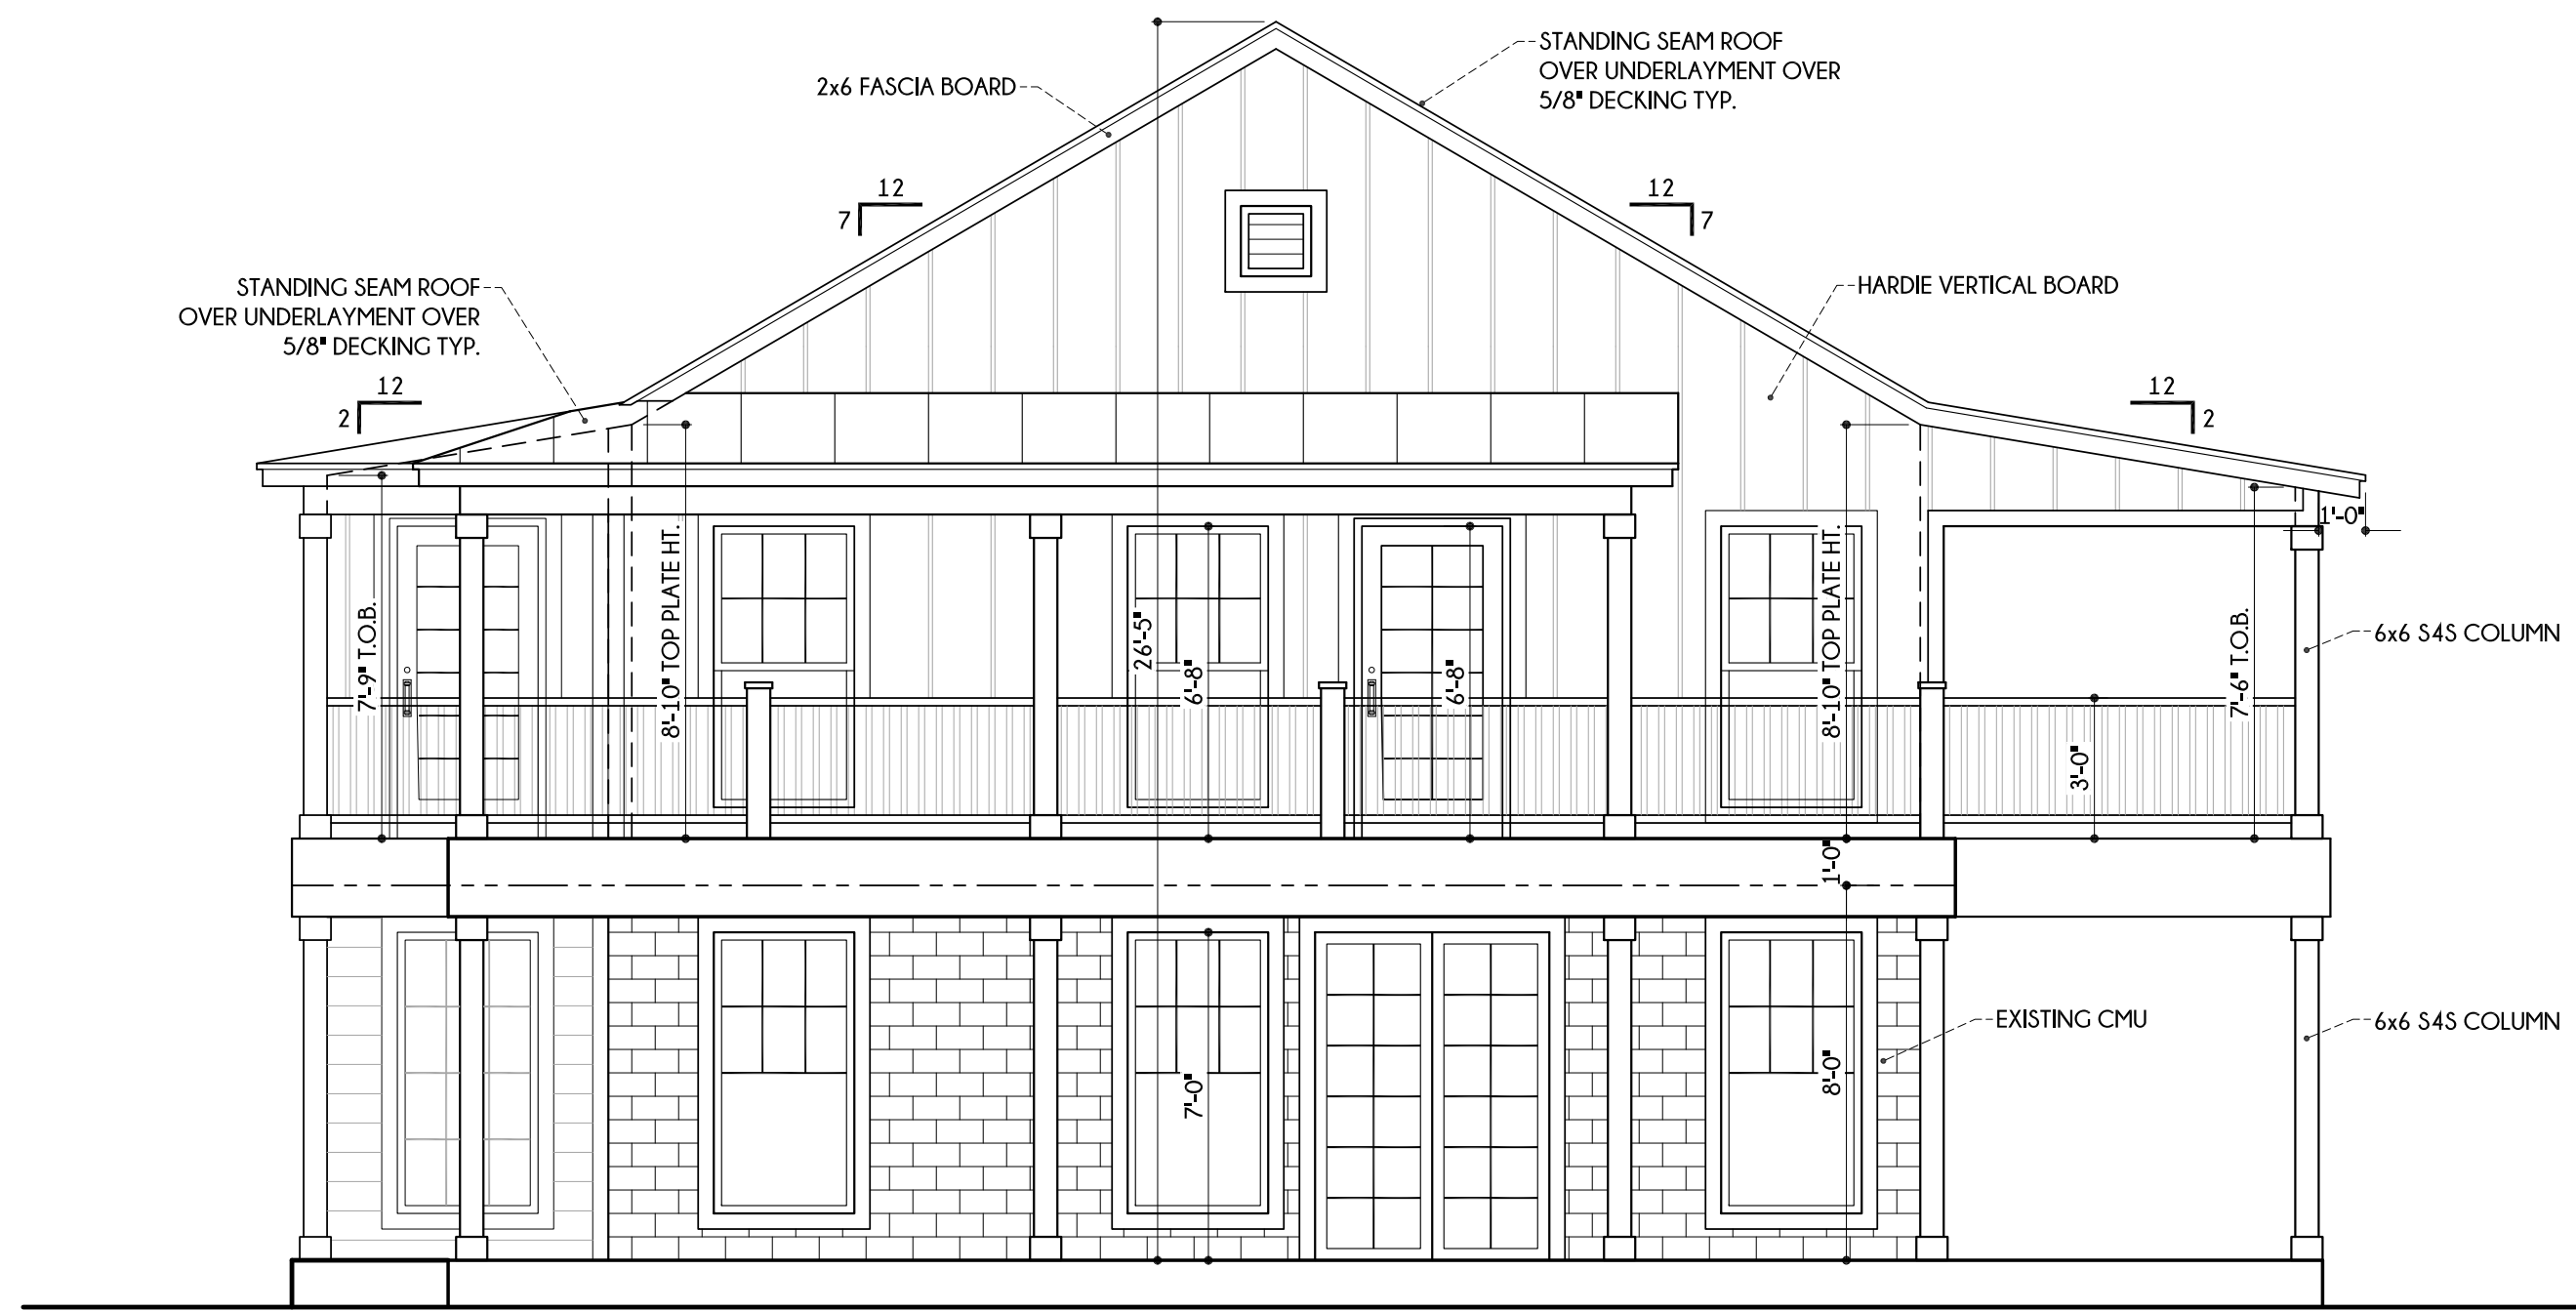 STANDING SEAM ROOF
OVER UNDERLAYMENT OVER
5/8" DECKING TYP.
2x6 FASCIA BOARD
12
7
12
7
STANDING SEAM ROOF
OVER UNDERLAYMENT OVER
5/8" DECKING TYP.
HARDIE VERTICAL BOARD
12
2
12
2
1'-0"
7'-9" T.O.B.
8'-10" TOP PLATE HT.
26'-5"
6'-8"
6'-8"
8'-10" TOP PLATE HT.
7'-6" T.O.B.
6x6 S4S COLUMN
3'-0"
1'-0"
EXISTING CMU
6x6 S4S COLUMN
7'-0"
8'-0"